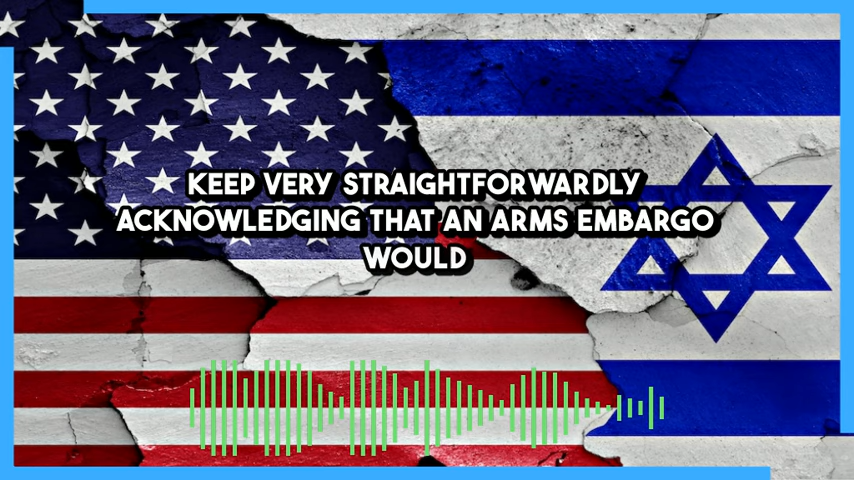 KEEP VERY STRAIGHTFORWARDLY
ACKNOWLEDGING THAT AN ARMS EMBARGO
WOULD